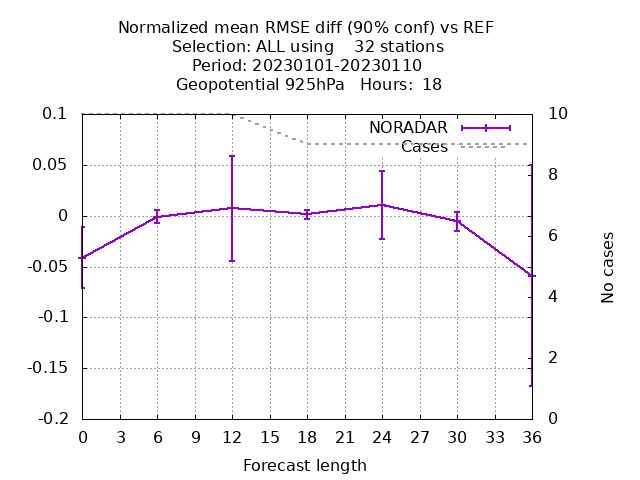 Normalized mean RMSE diff (90% conf) vs REF
Selection: ALL using    32 stations
Period: 20230101-20230110
Geopotential 925hPa   Hours:  18
0.1
0.05
0
-0.05
-0.1
-0.15
-0.2
NORADAR
Cases
10
8
6
4
2
0
No cases
0 3 6 9 12 15 18 21 24 27 30 33 36
Forecast length